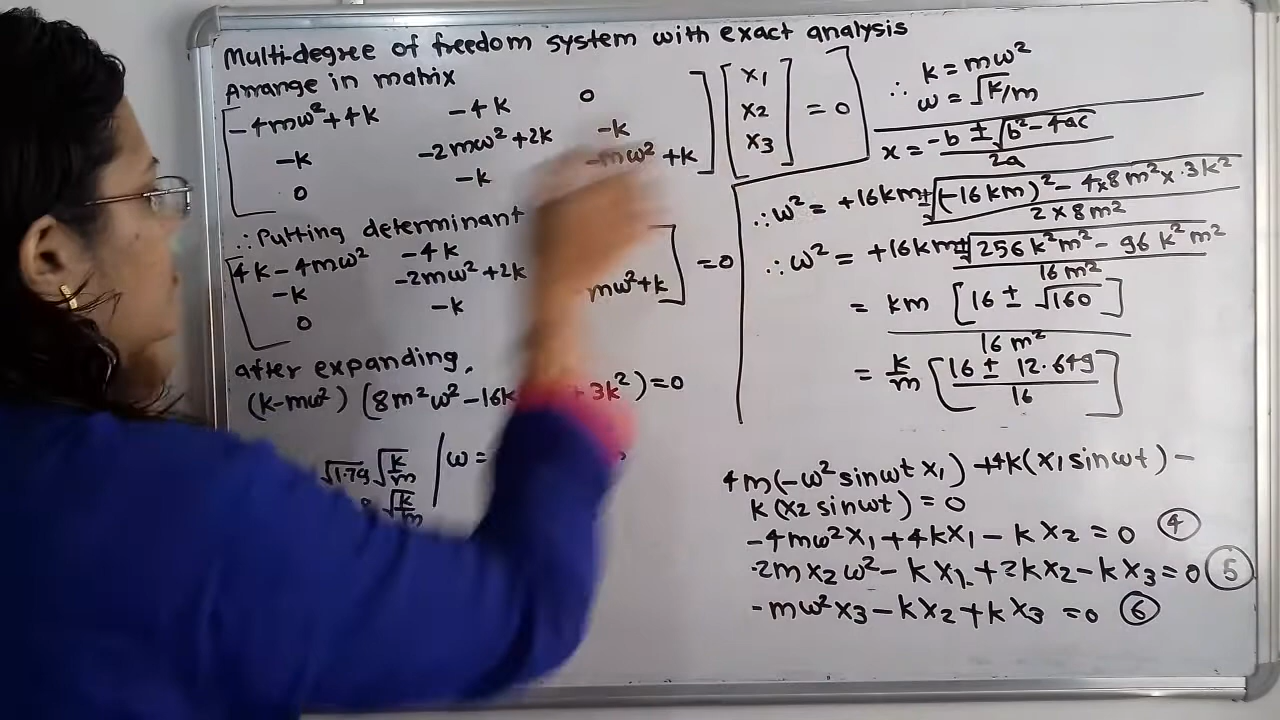 Multi-degree of freedom system with exact analysis
Arrange in matrix
-4mω²+4k -4k 0
-k -2mω²+2k -k
0 -k -mω²+k
x1
x2
x3
= 0
∴ Putting determinant
4k-4mω² -4k
-k -2mω²+2k
0 -k mω²+k
=0
after expanding,
(k-mω²) (8m²ω²-16k +3k²)=0
√1.79 √k/m
√k/m
ω=
∴ k=mω²
ω=√k/m
x = -b ± √b²-4ac
2a
∴ω² = +16km± √(-16km)² - 4×8m²×.3k²
2×8m²
∴ω² = +16km± √256k²m² - 96k²m²
16m²
= km [16 ± √160]
16m²
= k/m [16 ± 12.649]
16
4m(-ω²sinωt x1) +4k(x1 sinωt) -
k(x2 sinωt) = 0
-4mω²x1+4kx1-kx2=0 ④
-2mx2ω²-kx1+2kx2-kx3=0 ⑤
-mω²x3-kx2+kx3=0 ⑥